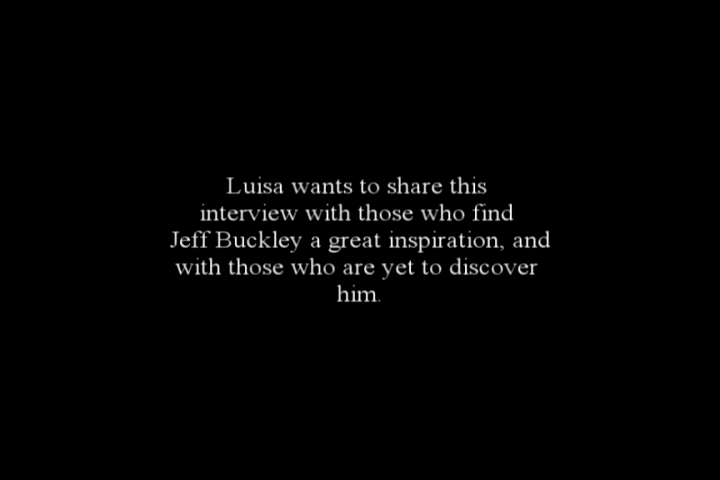 Luisa wants to share this
interview with those who find
Jeff Buckley a great inspiration, and
with those who are yet to discover
him.